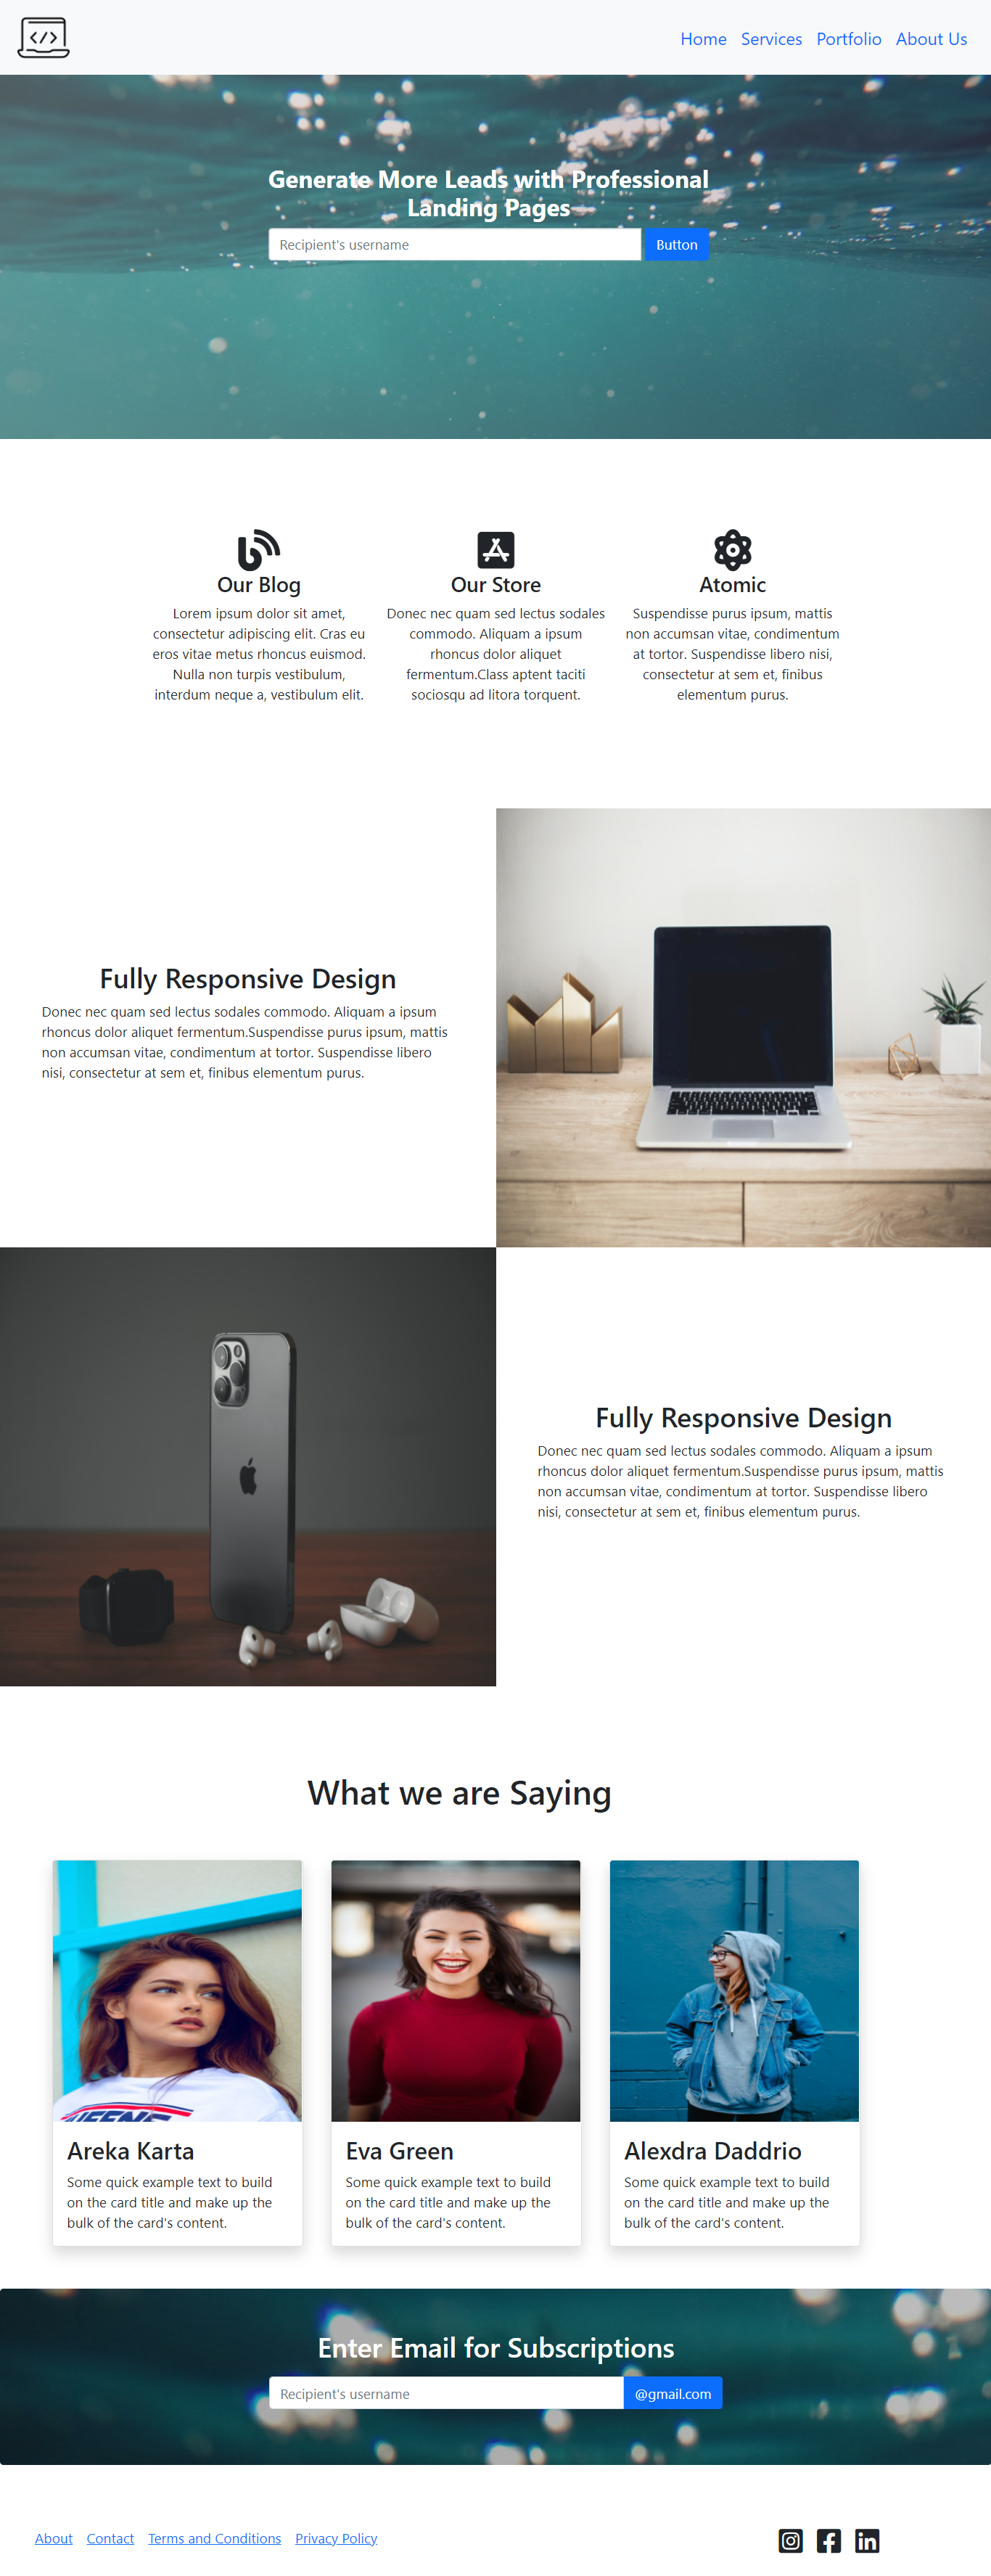 </>
Home Services Portfolio About Us
Generate More Leads with Professional
Landing Pages
Recipient's username
Button
Our Blog
Lorem ipsum dolor sit amet,
consectetur adipiscing elit. Cras eu
eros vitae metus rhoncus euismod.
Nulla non turpis vestibulum,
interdum neque a, vestibulum elit.
Our Store
Donec nec quam sed lectus sodales
commodo. Aliquam a ipsum
rhoncus dolor aliquet
fermentum.Class aptent taciti
sociosqu ad litora torquent.
Atomic
Suspendisse purus ipsum, mattis
non accumsan vitae, condimentum
at tortor. Suspendisse libero nisi,
consectetur at sem et, finibus
elementum purus.
Fully Responsive Design
Donec nec quam sed lectus sodales commodo. Aliquam a ipsum
rhoncus dolor aliquet fermentum.Suspendisse purus ipsum, mattis
non accumsan vitae, condimentum at tortor. Suspendisse libero
nisi, consectetur at sem et, finibus elementum purus.
Fully Responsive Design
Donec nec quam sed lectus sodales commodo. Aliquam a ipsum
rhoncus dolor aliquet fermentum.Suspendisse purus ipsum, mattis
non accumsan vitae, condimentum at tortor. Suspendisse libero
nisi, consectetur at sem et, finibus elementum purus.
What we are Saying
Areka Karta
Some quick example text to build
on the card title and make up the
bulk of the card's content.
Eva Green
Some quick example text to build
on the card title and make up the
bulk of the card's content.
Alexdra Daddrio
Some quick example text to build
on the card title and make up the
bulk of the card's content.
Enter Email for Subscriptions
Recipient's username
@gmail.com
About Contact Terms and Conditions Privacy Policy